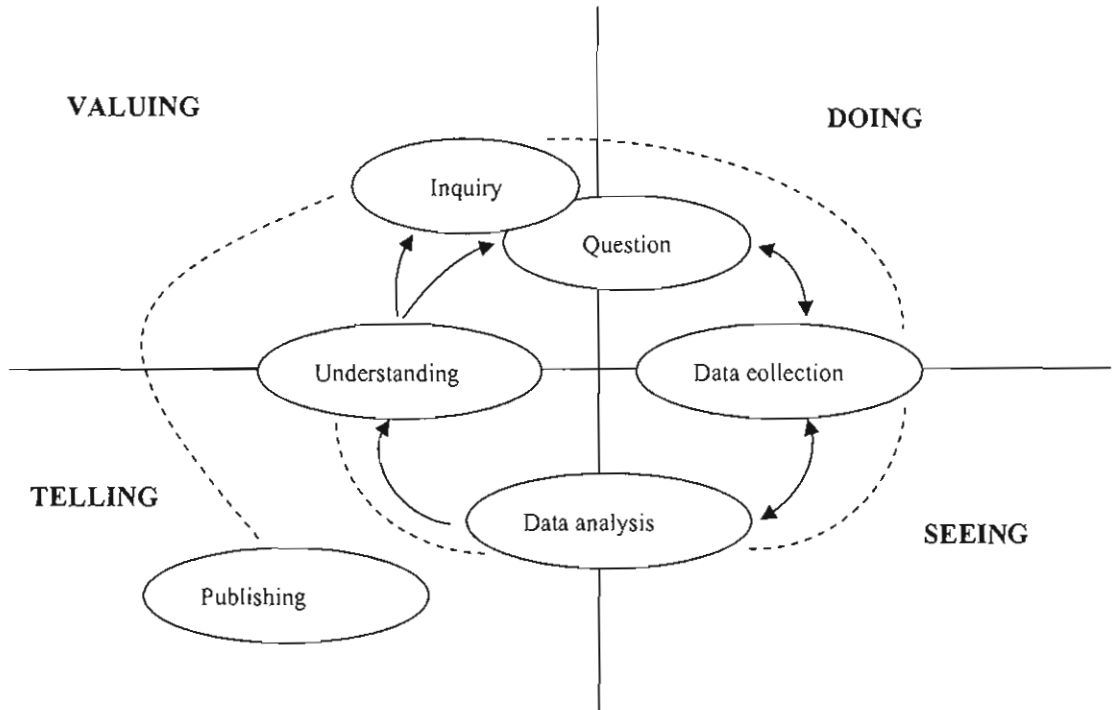 VALUING
DOING
Inquiry
Question
Understanding
Data collection
TELLING
Data analysis
SEEING
Publishing